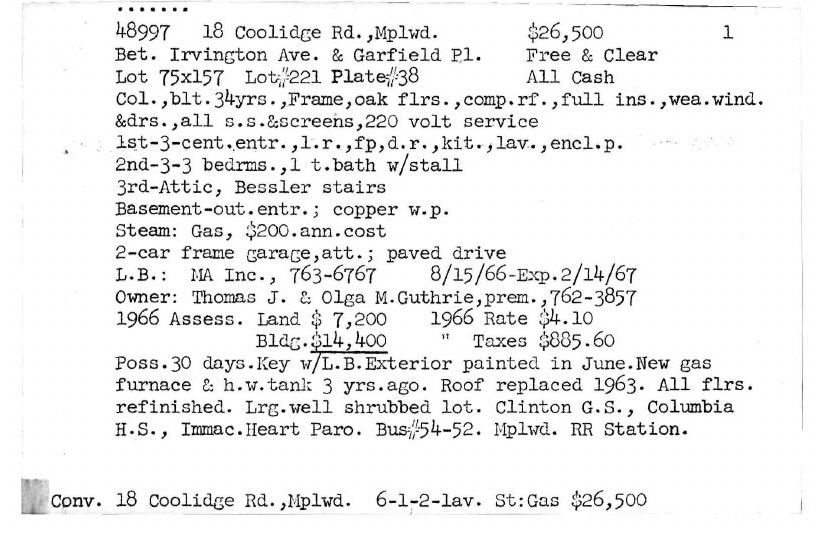 48997 18 Coolidge Rd.,Mplwd. $26,500 1
Bet. Irvington Ave. & Garfield Pl. Free & Clear
Lot 75x157 Lot#221 Plate#38 All Cash
Col.,blt.34yrs.,Frame,oak flrs.,comp.rf.,full ins.,wea.wind.
&drs.,all s.s.&screens,220 volt service
1st-3-cent.entr.,l.r.,fp,d.r.,kit.,lav.,encl.p.
2nd-3-3 bedrms.,1 t.bath w/stall
3rd-Attic, Bessler stairs
Basement-out.entr.; copper w.p.
Steam: Gas, $200.ann.cost
2-car frame garage,att.; paved drive
L.B.: MA Inc., 763-6767 8/15/66-Exp.2/14/67
Owner: Thomas J. & Olga M.Guthrie,prem.,762-3857
1966 Assess. Land $ 7,200 1966 Rate $4.10
Bldg.$14,400 " Taxes $885.60
Poss.30 days.Key w/L.B.Exterior painted in June.New gas
furnace & h.w.tank 3 yrs.ago. Roof replaced 1963. All flrs.
refinished. Lrg.well shrubbed lot. Clinton G.S., Columbia
H.S., Immac.Heart Paro. Bus#54-52. Mplwd. RR Station.
Conv. 18 Coolidge Rd.,Mplwd. 6-1-2-lav. St:Gas $26,500